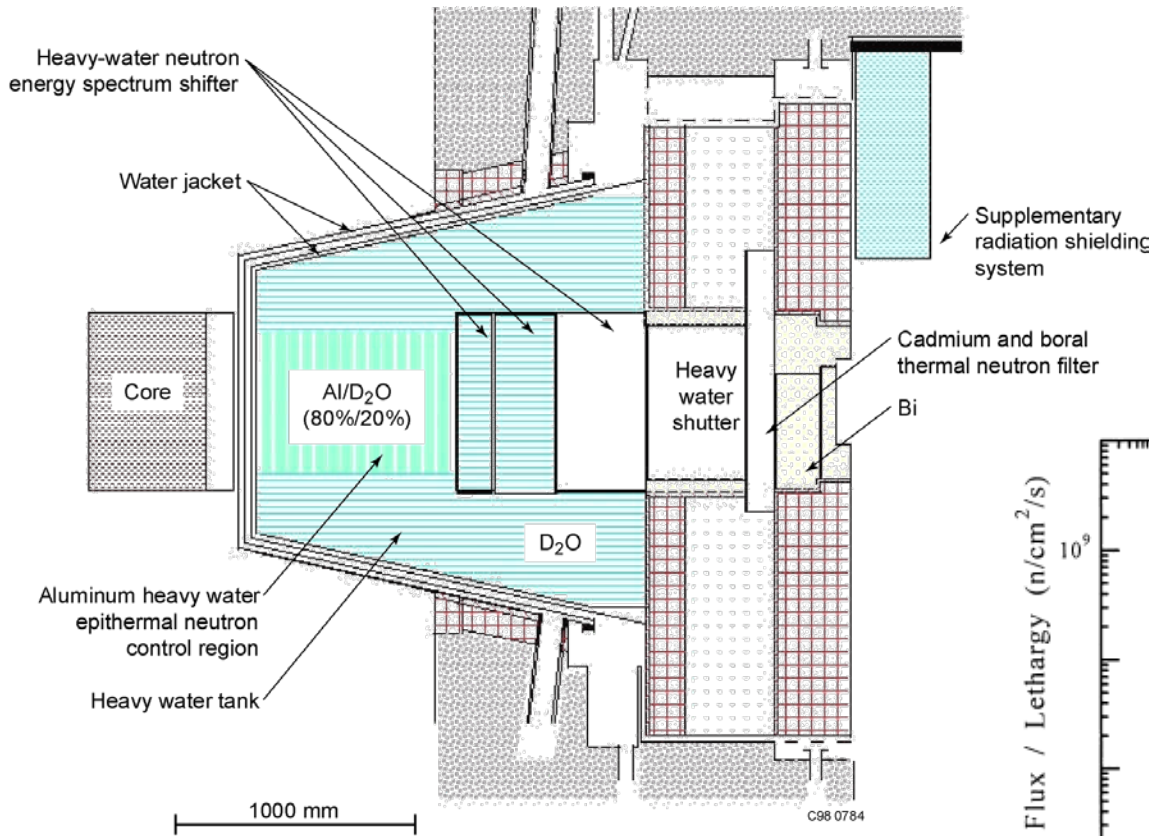 Heavy-water neutron
energy spectrum shifter
Water jacket
Supplementary
radiation shielding
system
Core
Al/D₂O
(80%/20%)
Heavy
water
shutter
Cadmium and boral
thermal neutron filter
Bi
D₂O
Aluminum heavy water
epithermal neutron
control region
Heavy water tank
1000 mm
C98 0784
Flux / Lethargy (n/cm²/s)
10⁹